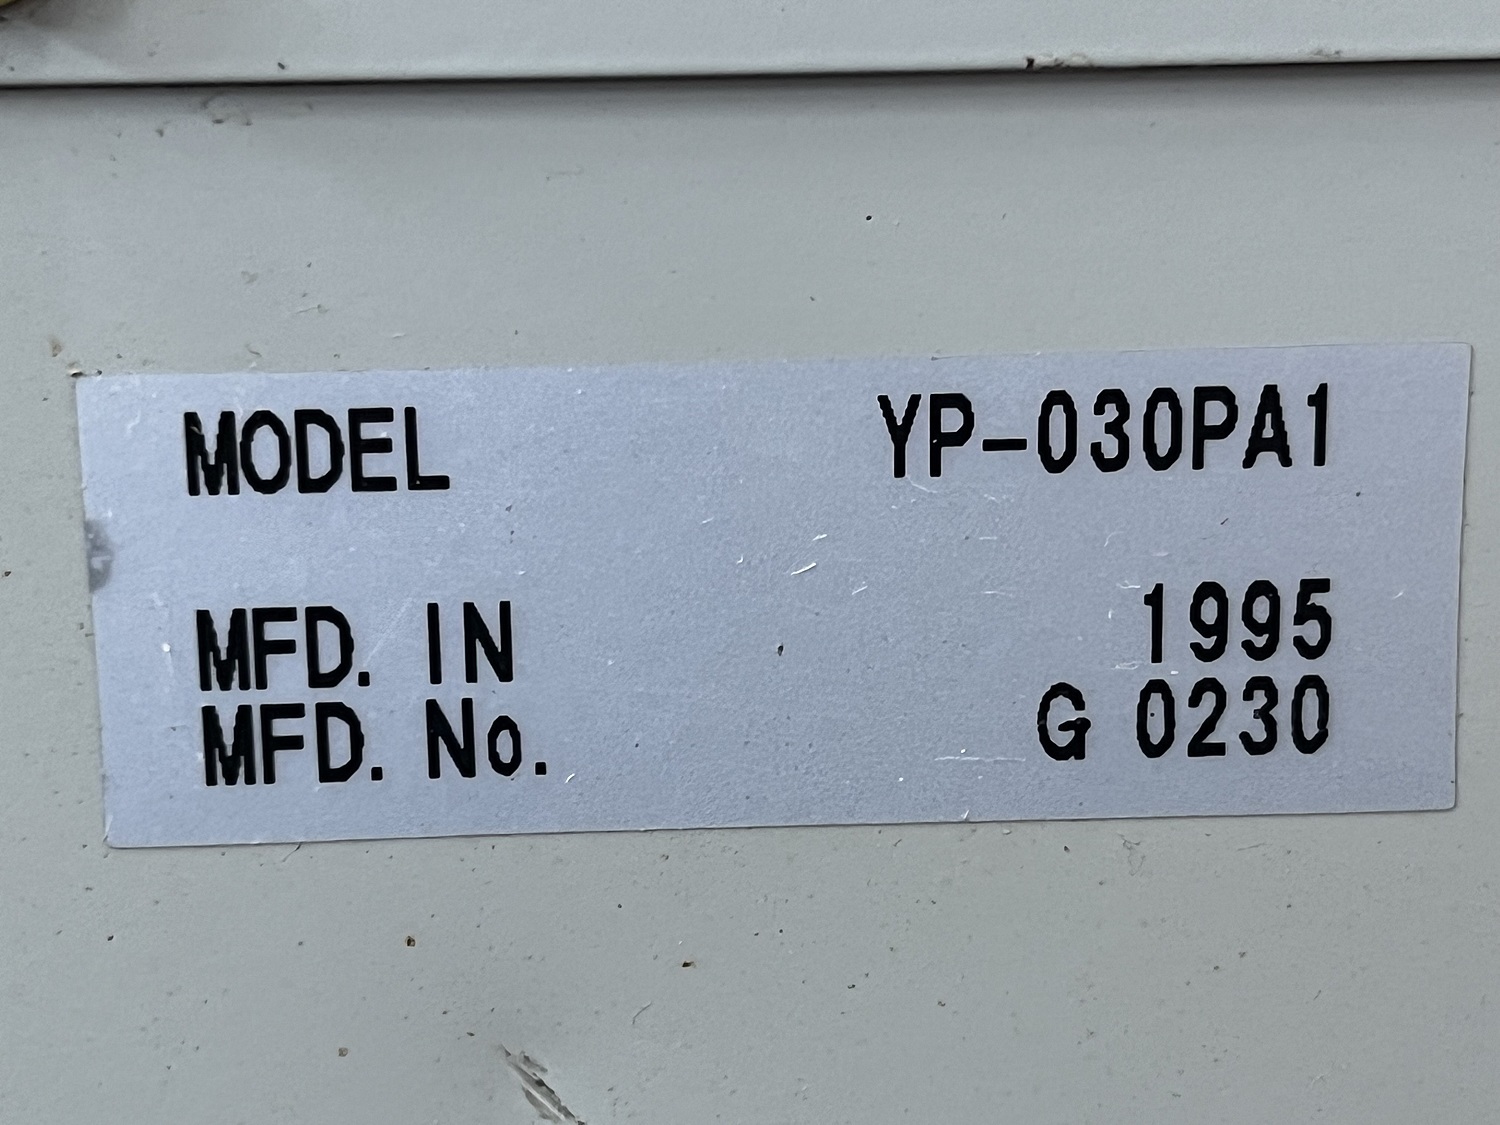 MODEL YP-030PA1
MFD. IN 1995
MFD. No. G 0230